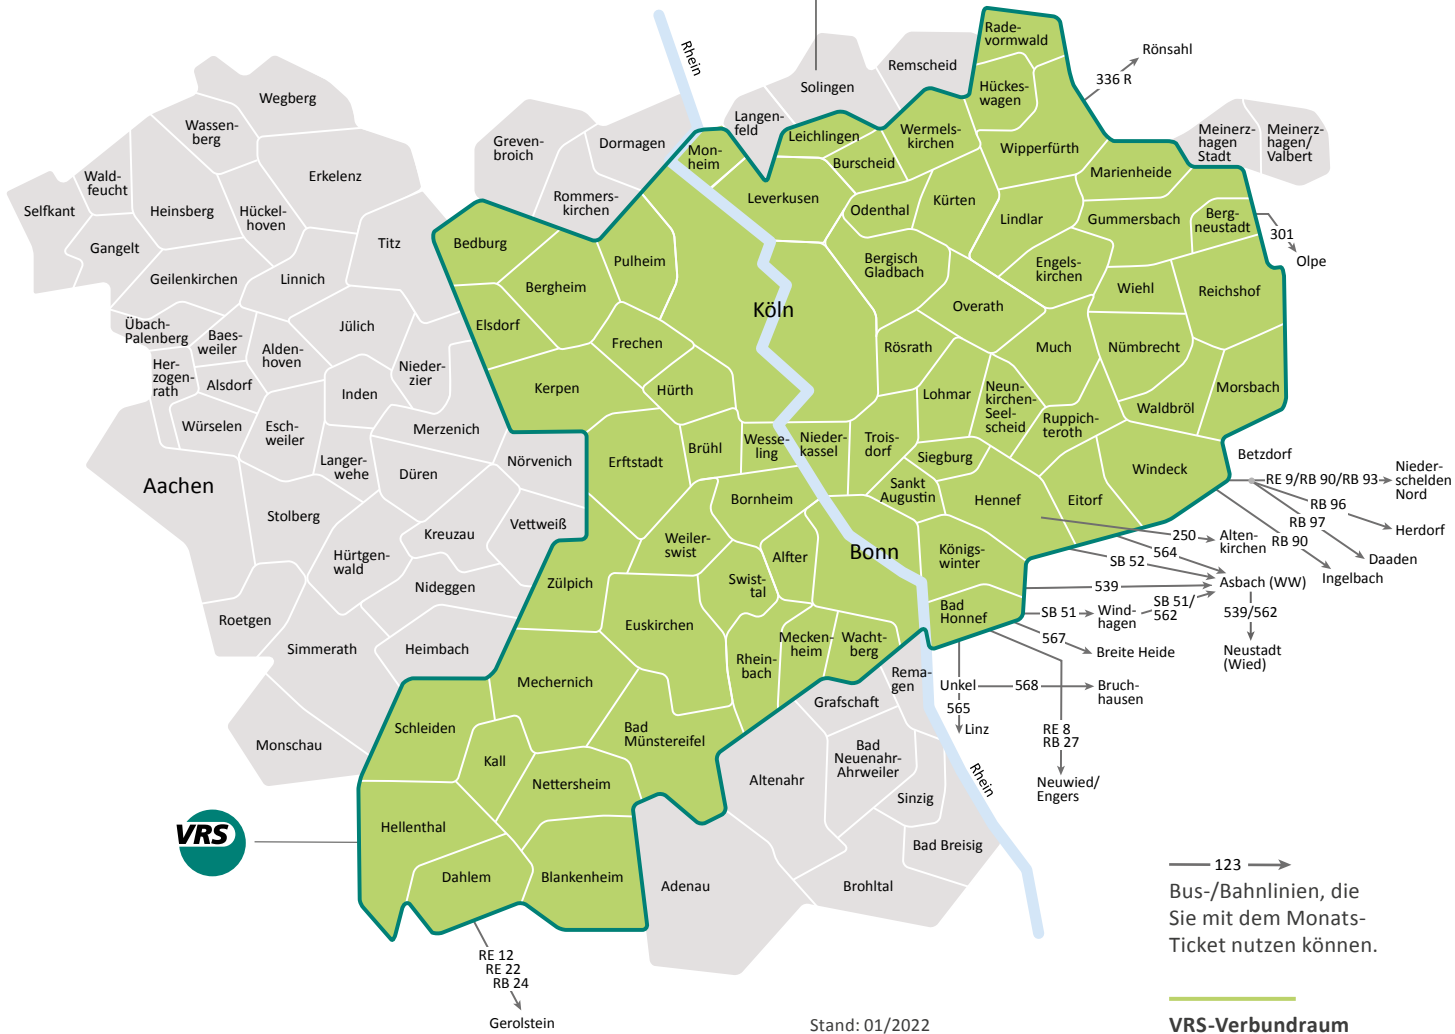 Rhein
Rade-
vormwald
Rönsahl
336 R
Remscheid
Solingen
Hückes-
wagen
Wegberg
Langen-
feld
Wassen-
berg
Greven-
broich
Dormagen
Leichlingen
Wermels-
kirchen
Meinerz-
hagen
Stadt
Meinerz-
hagen/
Valbert
Mon-
heim
Burscheid
Wipperfürth
Wald-
feucht
Erkelenz
Marienheide
Rommers-
kirchen
Leverkusen
Selfkant
Heinsberg
Hückel-
hoven
Odenthal
Kürten
Lindlar
Gummersbach
Berg-
neustadt
301
Olpe
Gangelt
Titz
Bedburg
Pulheim
Bergisch
Gladbach
Engels-
kirchen
Geilenkirchen
Linnich
Bergheim
Wiehl
Reichshof
Köln
Overath
Übach-
Palenberg
Baes-
weiler
Jülich
Elsdorf
Frechen
Rösrath
Much
Nümbrecht
Alden-
hoven
Her-
zogen-
rath
Alsdorf
Nieder-
zier
Inden
Kerpen
Hürth
Lohmar
Neun-
kirchen-
Seel-
scheid
Morsbach
Waldbröl
Würselen
Esch-
weiler
Merzenich
Ruppich-
teroth
Brühl
Wesse-
ling
Nieder-
kassel
Trois-
dorf
Langer-
wehe
Düren
Nörvenich
Erftstadt
Siegburg
Windeck
Betzdorf
RE 9/RB 90/RB 93
Nieder-
schelden
Nord
Aachen
Sankt
Augustin
Hennef
Eitorf
Bornheim
RB 96
Herdorf
Stolberg
Kreuzau
Vettweiß
RB 97
Daaden
RB 90
Ingelbach
Weiler-
swist
Alfter
Bonn
Königs-
winter
250
Alten-
kirchen
564
SB 52
Hürtgen-
wald
Nideggen
Zülpich
Swist-
tal
Asbach (WW)
539
SB 51
Wind-
hagen
SB 51/
562
539/562
Neustadt
(Wied)
Bad
Honnef
Roetgen
Euskirchen
Simmerath
Heimbach
Mecken-
heim
Wacht-
berg
Rhein-
bach
567
Breite Heide
Rema-
gen
Mechernich
Unkel
568
Bruch-
hausen
565
Linz
Grafschaft
Schleiden
Bad
Münstereifel
RE 8
RB 27
Neuwied/
Engers
Monschau
Kall
Bad
Neuenahr-
Ahrweiler
Rhein
Nettersheim
Altenahr
Sinzig
VRS
Hellenthal
Bad Breisig
Dahlem
Blankenheim
Adenau
Brohltal
123
Bus-/Bahnlinien, die
Sie mit dem Monats-
Ticket nutzen können.
RE 12
RE 22
RB 24
Gerolstein
Stand: 01/2022
VRS-Verbundraum